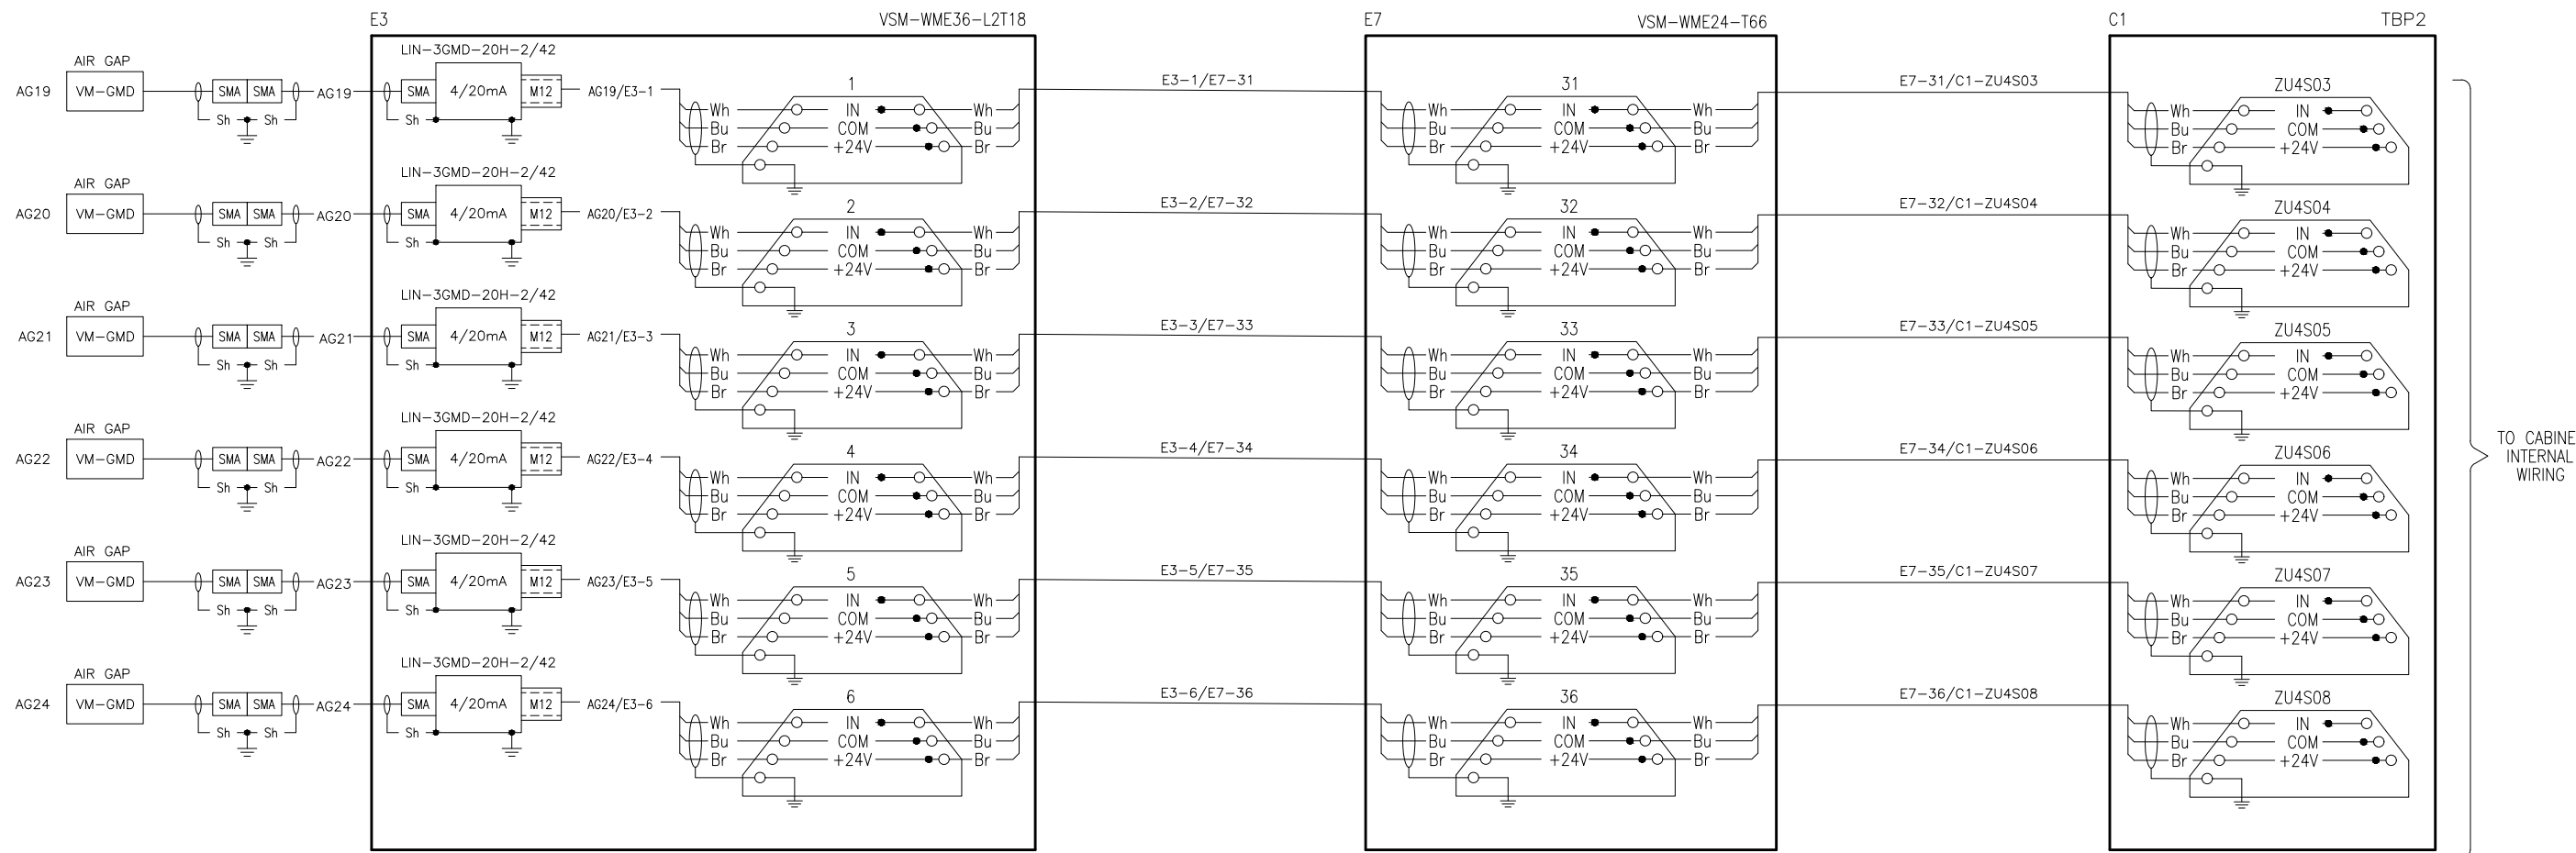 E3 VSM-WME36-L2T18 E7 VSM-WME24-T66 C1 TBP2
AIR GAP LIN-3GMD-20H-2/42
AG19 VM-GMD SMA SMA AG19 SMA 4/20mA M12 AG19/E3-1 1 E3-1/E7-31 31 E7-31/C1-ZU4S03 ZU4S03
Sh Sh Sh
Wh IN Wh Wh IN Wh Wh IN
Bu COM Bu Bu COM Bu Bu COM
Br +24V Br Br +24V Br Br +24V
AIR GAP LIN-3GMD-20H-2/42
AG20 VM-GMD SMA SMA AG20 SMA 4/20mA M12 AG20/E3-2 2 E3-2/E7-32 32 E7-32/C1-ZU4S04 ZU4S04
Sh Sh Sh
Wh IN Wh Wh IN Wh Wh IN
Bu COM Bu Bu COM Bu Bu COM
Br +24V Br Br +24V Br Br +24V
AIR GAP LIN-3GMD-20H-2/42
AG21 VM-GMD SMA SMA AG21 SMA 4/20mA M12 AG21/E3-3 3 E3-3/E7-33 33 E7-33/C1-ZU4S05 ZU4S05
Sh Sh Sh
Wh IN Wh Wh IN Wh Wh IN
Bu COM Bu Bu COM Bu Bu COM
Br +24V Br Br +24V Br Br +24V
AIR GAP LIN-3GMD-20H-2/42
AG22 VM-GMD SMA SMA AG22 SMA 4/20mA M12 AG22/E3-4 4 E3-4/E7-34 34 E7-34/C1-ZU4S06 ZU4S06
Sh Sh Sh
Wh IN Wh Wh IN Wh Wh IN
Bu COM Bu Bu COM Bu Bu COM
Br +24V Br Br +24V Br Br +24V
TO CABINE
INTERNAL
WIRING
AIR GAP LIN-3GMD-20H-2/42
AG23 VM-GMD SMA SMA AG23 SMA 4/20mA M12 AG23/E3-5 5 E3-5/E7-35 35 E7-35/C1-ZU4S07 ZU4S07
Sh Sh Sh
Wh IN Wh Wh IN Wh Wh IN
Bu COM Bu Bu COM Bu Bu COM
Br +24V Br Br +24V Br Br +24V
AIR GAP LIN-3GMD-20H-2/42
AG24 VM-GMD SMA SMA AG24 SMA 4/20mA M12 AG24/E3-6 6 E3-6/E7-36 36 E7-36/C1-ZU4S08 ZU4S08
Sh Sh Sh
Wh IN Wh Wh IN Wh Wh IN
Bu COM Bu Bu COM Bu Bu COM
Br +24V Br Br +24V Br Br +24V